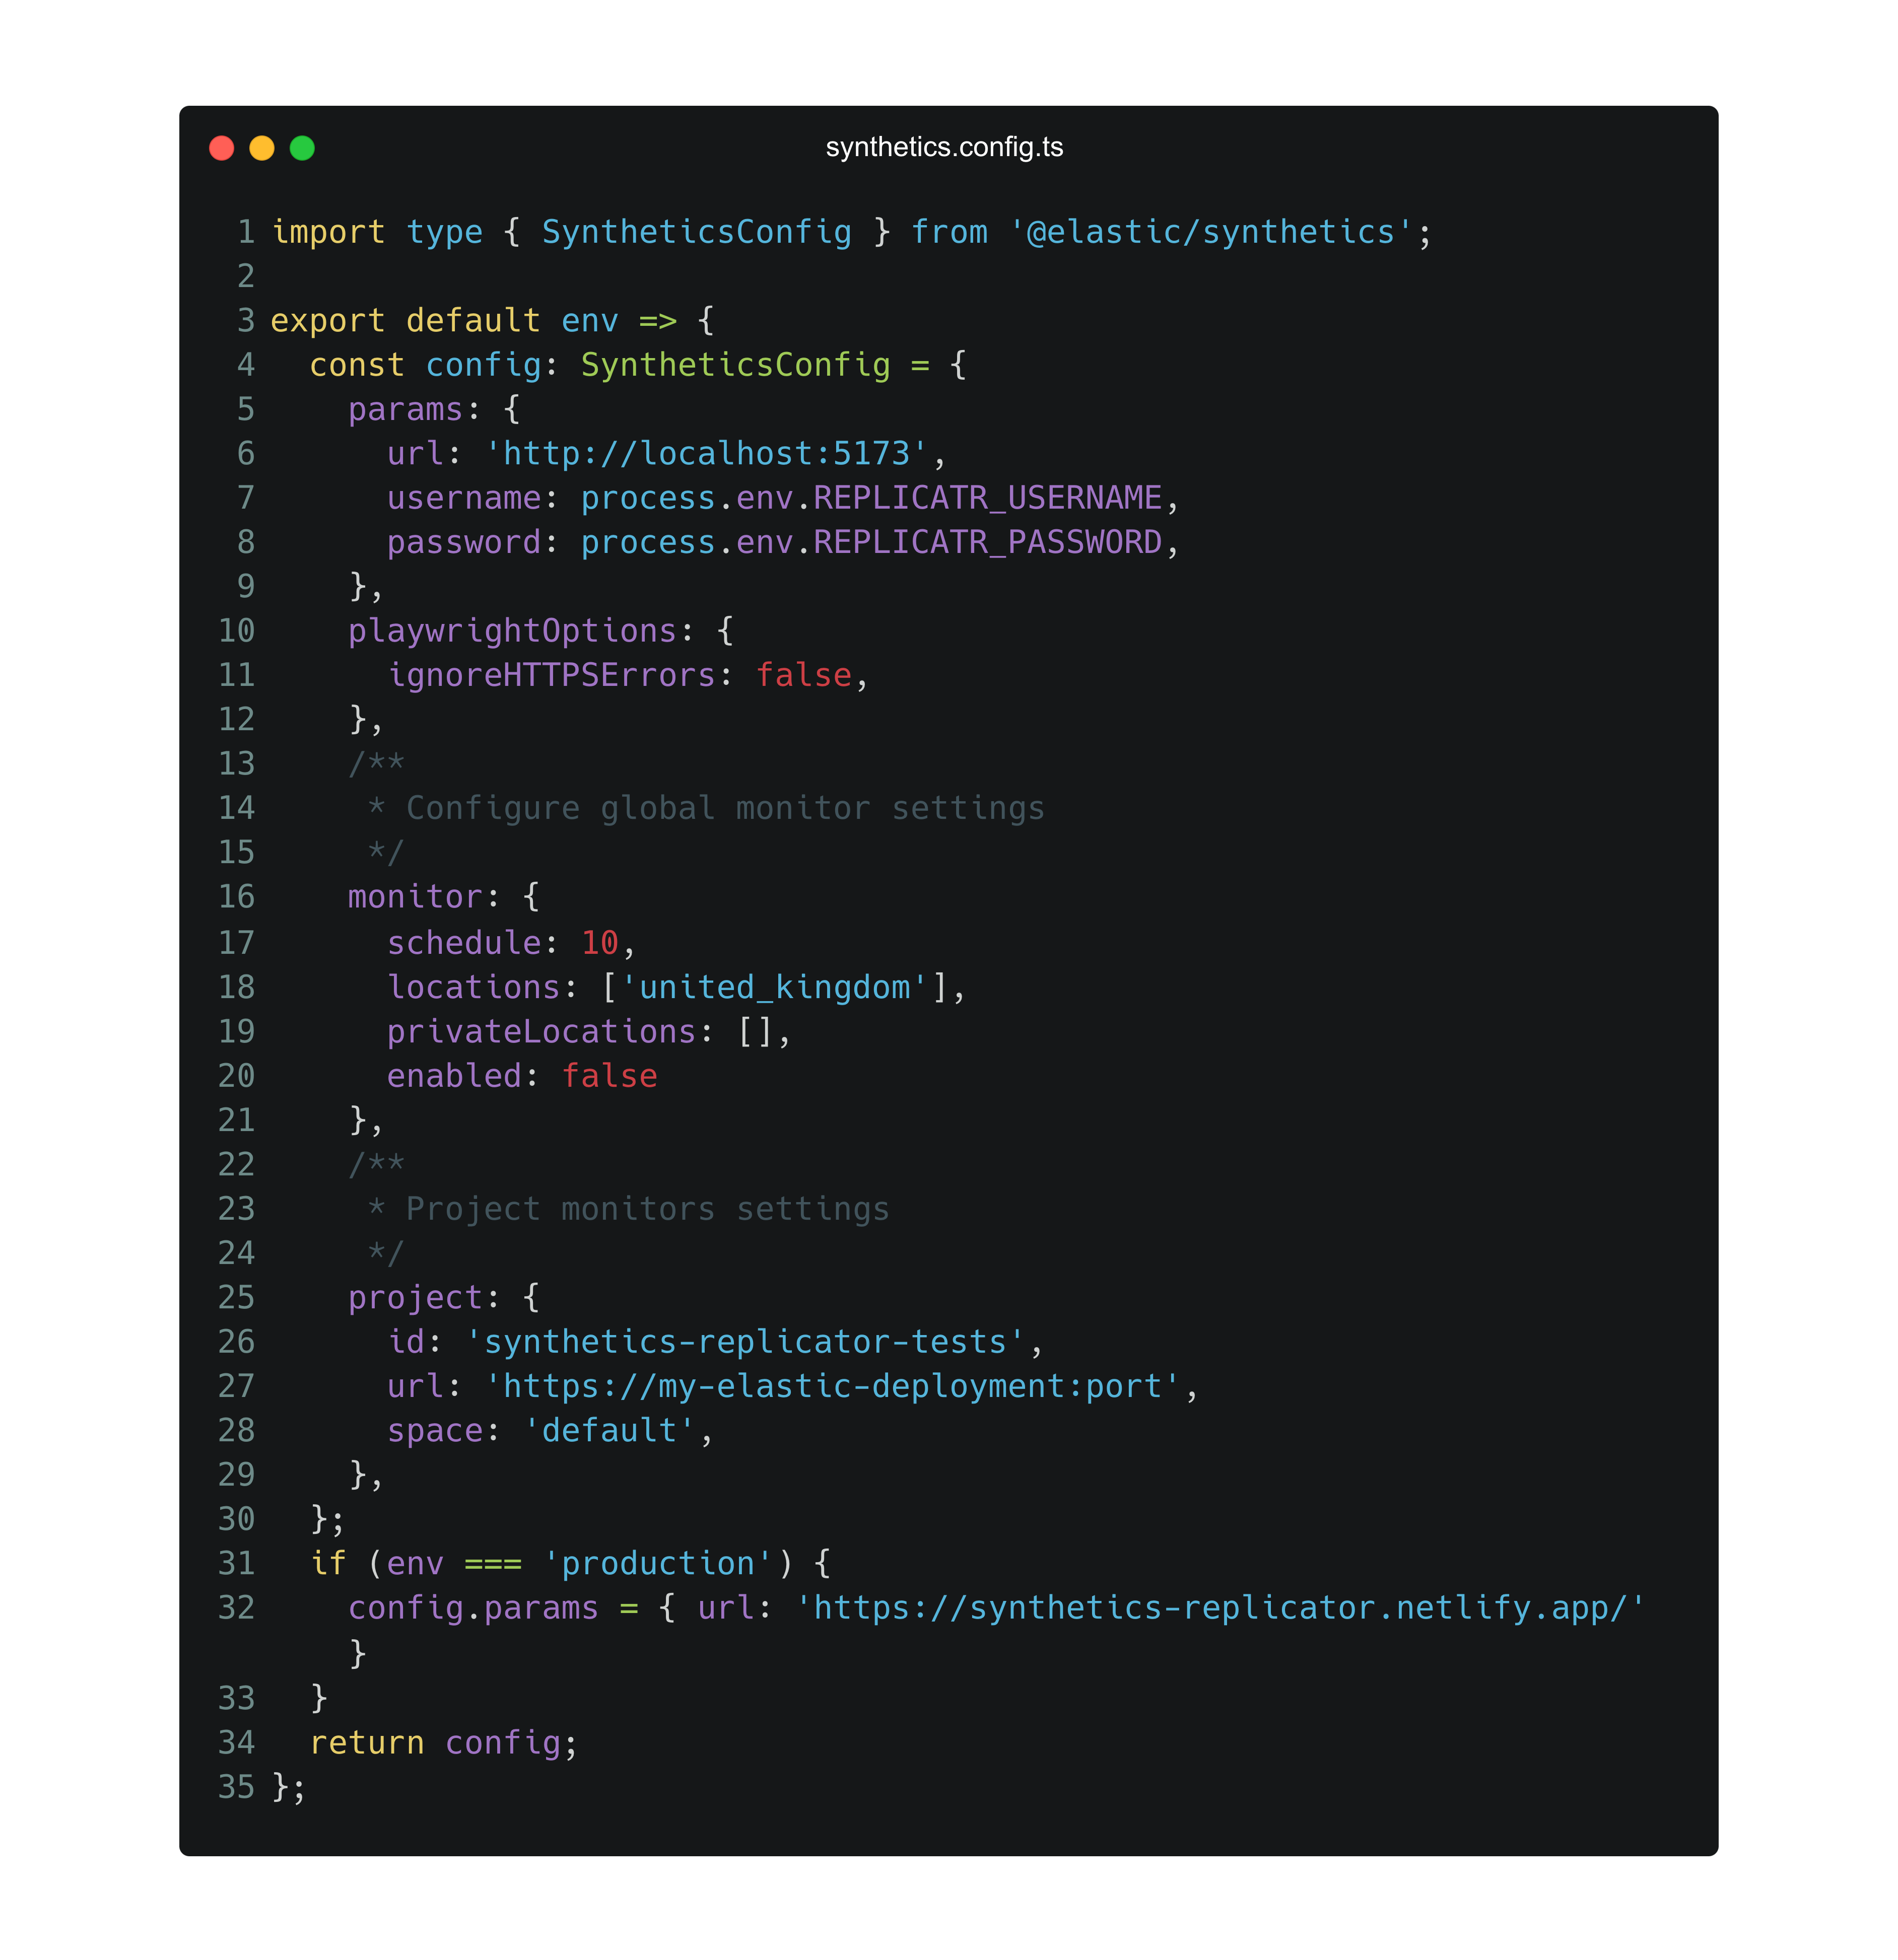 synthetics.config.ts
1 import type { SyntheticsConfig } from '@elastic/synthetics';
2
3 export default env => {
4   const config: SyntheticsConfig = {
5     params: {
6       url: 'http://localhost:5173',
7       username: process.env.REPLICATR_USERNAME,
8       password: process.env.REPLICATR_PASSWORD,
9     },
10     playwrightOptions: {
11       ignoreHTTPSErrors: false,
12     },
13     /**
14      * Configure global monitor settings
15      */
16     monitor: {
17       schedule: 10,
18       locations: ['united_kingdom'],
19       privateLocations: [],
20       enabled: false
21     },
22     /**
23      * Project monitors settings
24      */
25     project: {
26       id: 'synthetics-replicator-tests',
27       url: 'https://my-elastic-deployment:port',
28       space: 'default',
29     },
30   };
31   if (env === 'production') {
32     config.params = { url: 'https://synthetics-replicator.netlify.app/'
     }
33   }
34   return config;
35 };